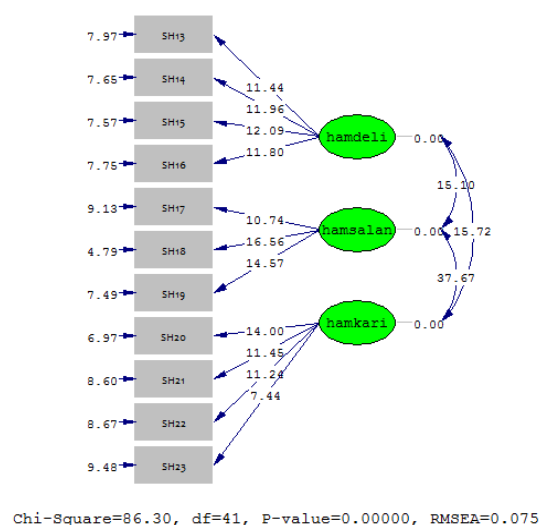 7.97 SH13
7.65 SH14 11.44
11.96
7.57 SH15 12.09 hamdeli 0.00
7.75 SH16 11.80
15.10
9.13 SH17 10.74
4.79 SH18 16.56 hamsalan 0.00 15.72
7.49 SH19 14.57
37.67
6.97 SH20 14.00 hamkari 0.00
11.45
8.60 SH21 11.24
7.44
8.67 SH22
9.48 SH23
Chi-Square=86.30, df=41, P-value=0.00000, RMSEA=0.075